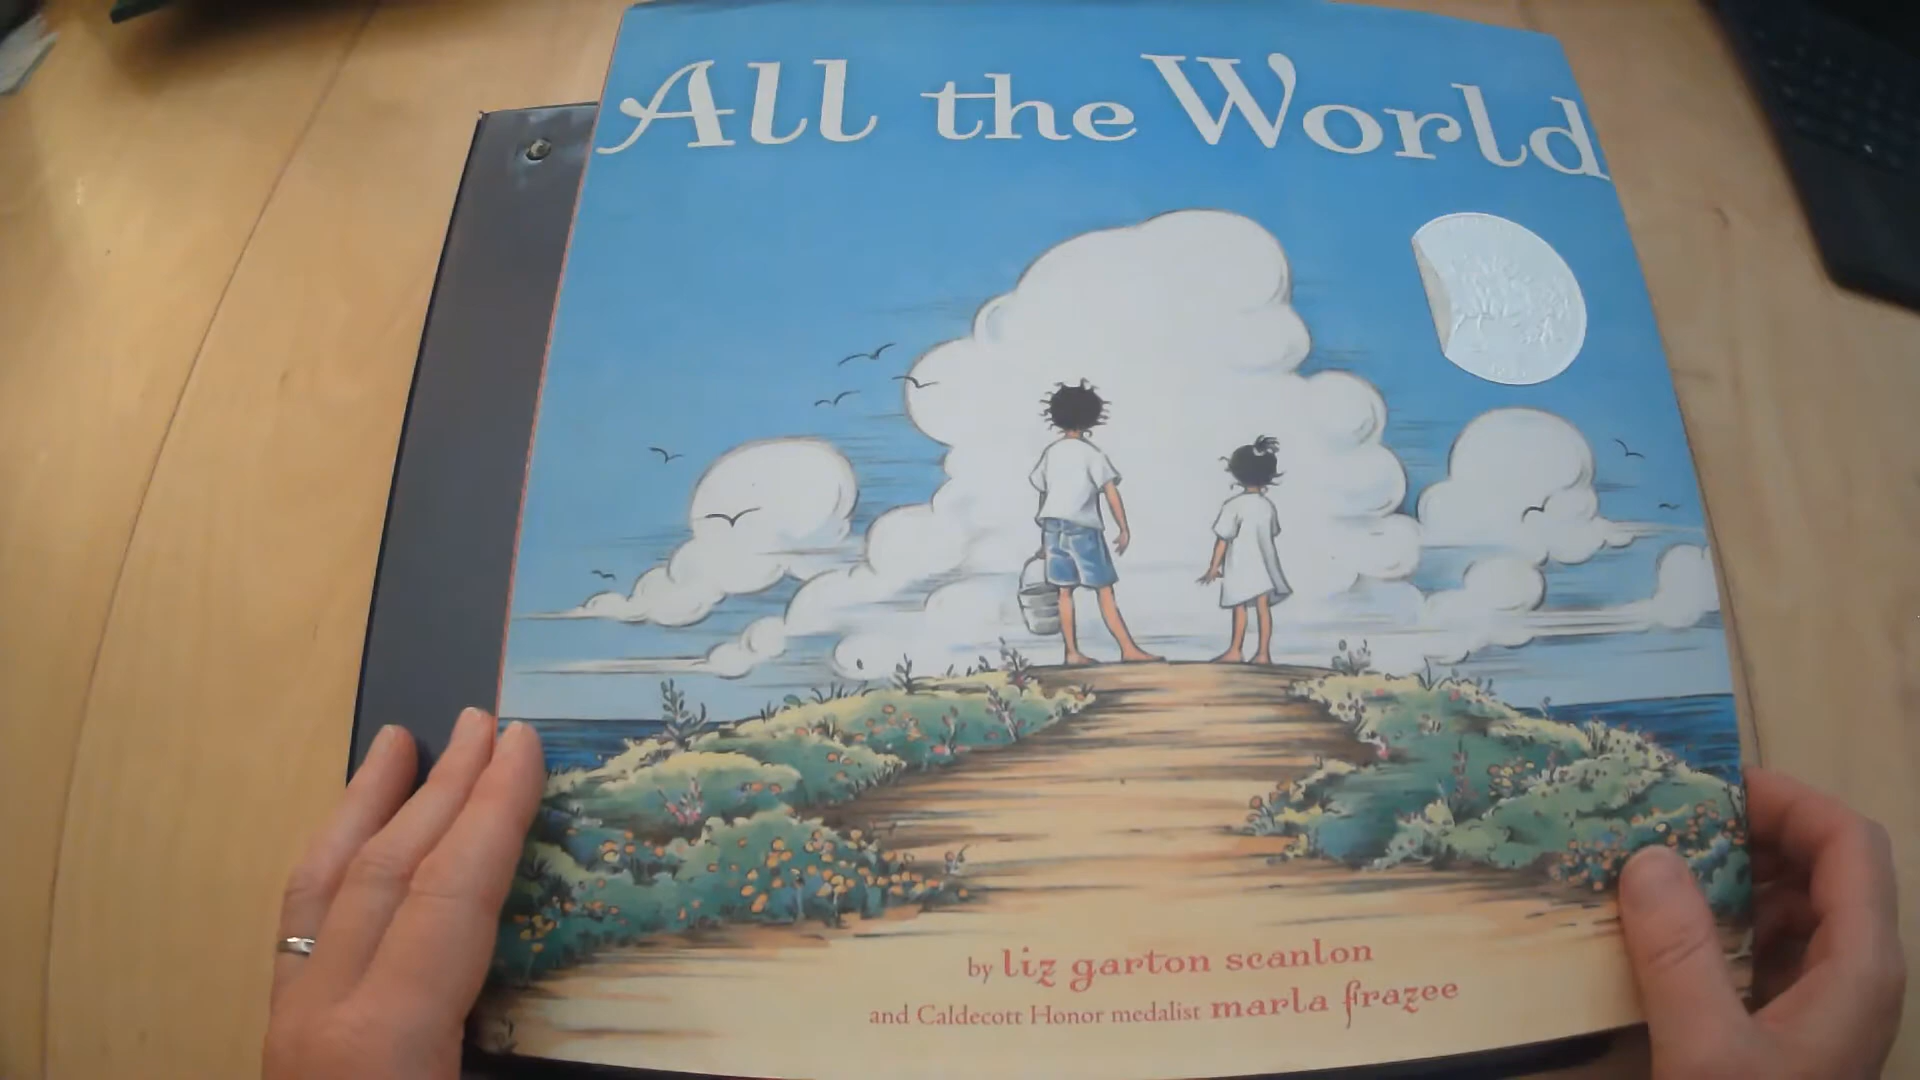 All the World
by liz garton scanlon
and Caldecott Honor medalist marla frazee